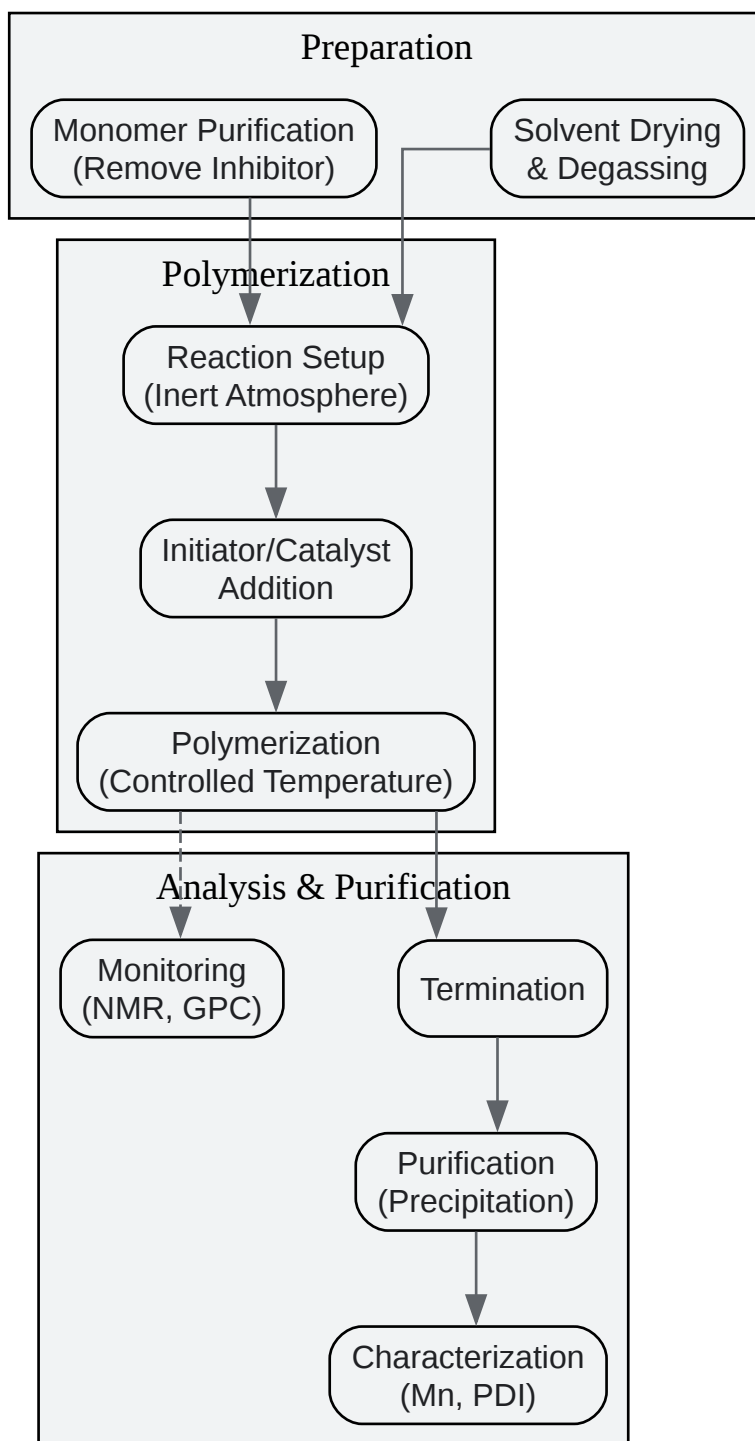 Preparation
Monomer Purification
(Remove Inhibitor)
Solvent Drying
& Degassing
Polymerization
Reaction Setup
(Inert Atmosphere)
Initiator/Catalyst
Addition
Polymerization
(Controlled Temperature)
Analysis & Purification
Monitoring
(NMR, GPC)
Termination
Purification
(Precipitation)
Characterization
(Mn, PDI)